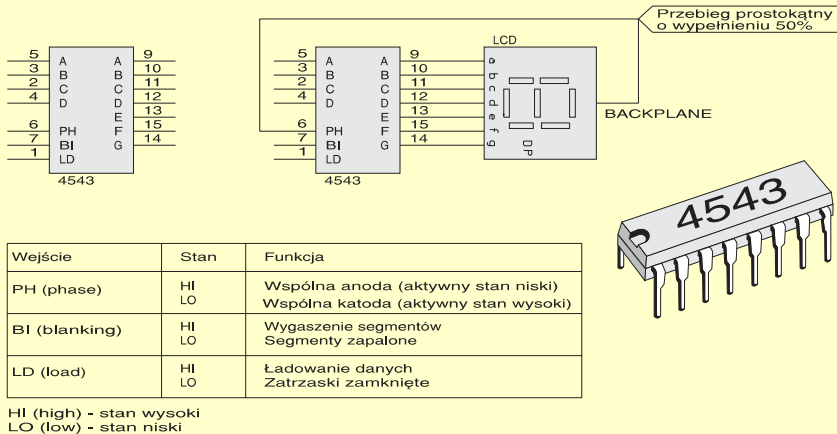 Przebieg prostokątny
o wypełnieniu 50%
LCD
5 A A 9
3 B B 10
2 C C 11
4 D D 12
E 13
6 PH F 15
7 BI G 14
1 LD
4543
5 A A 9 a
3 B B 10 b
2 C C 11 c
4 D D 12 d
E 13 e
6 PH F 15 f
7 BI G 14 g
1 LD
4543
DP
BACKPLANE
4543
Wejście Stan Funkcja
PH (phase) HI Wspólna anoda (aktywny stan niski)
LO Wspólna katoda (aktywny stan wysoki)
BI (blanking) HI Wygaszenie segmentów
LO Segmenty zapalone
LD (load) HI Ładowanie danych
LO Zatrzaski zamknięte
HI (high) - stan wysoki
LO (low) - stan niski